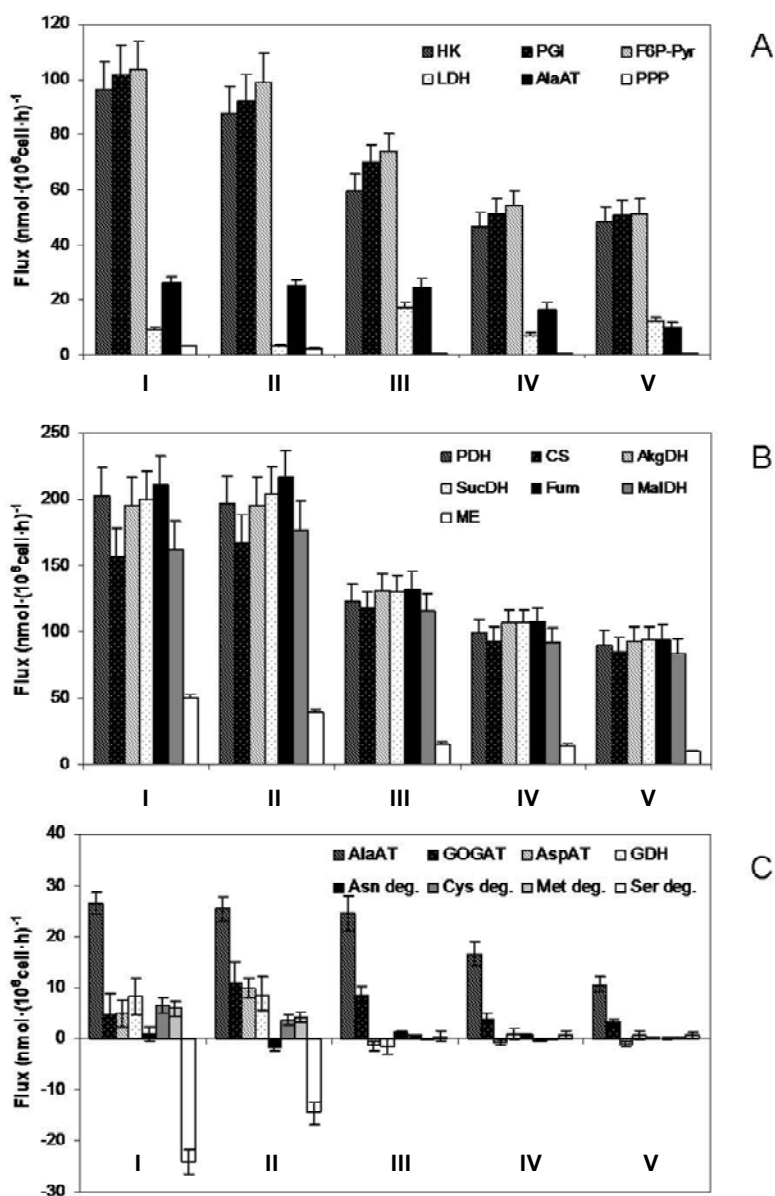 A
120
100
80
60
40
20
0
Flux (nmol·(10⁶cell·h)⁻¹
HK PGI F6P-Pyr
LDH AlaAT PPP
I II III IV V
B
250
200
150
100
50
0
Flux (nmol·(10⁶cell·h)⁻¹
PDH CS AkgDH
SucDH Fum MalDH
ME
I II III IV V
C
40
30
20
10
0
-10
-20
-30
Flux (nmol·(10⁶cell·h)⁻¹
AlaAT GOGAT AspAT GDH
Asn deg. Cys deg. Met deg. Ser deg.
I II III IV V